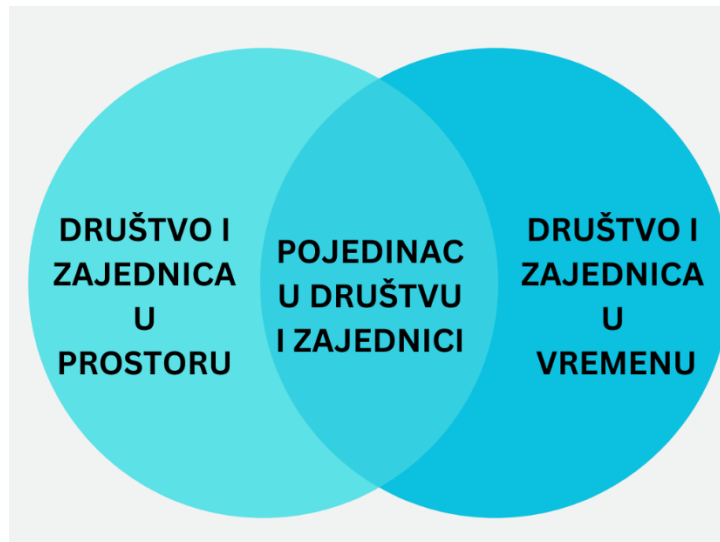 DRUŠTVO I
ZAJEDNICA
U
PROSTORU
POJEDINAC
U DRUŠTVU
I ZAJEDNICI
DRUŠTVO I
ZAJEDNICA
U
VREMENU